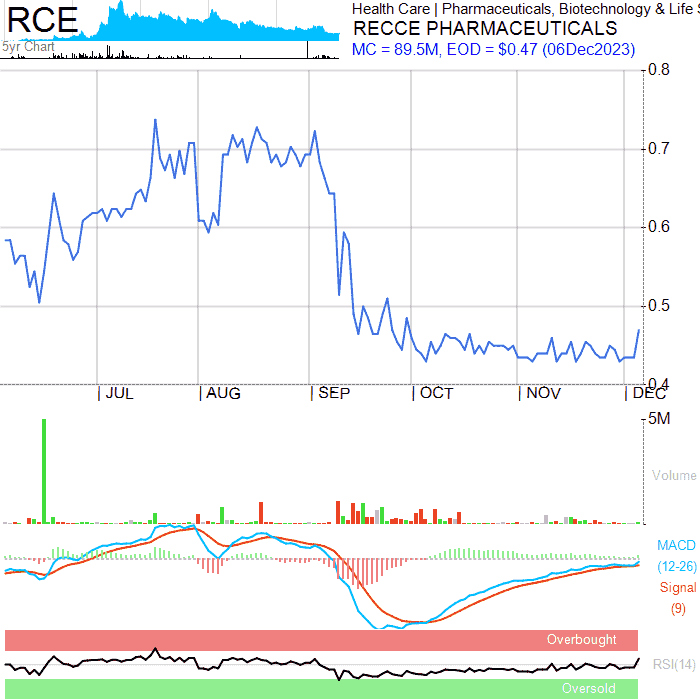 RCE
5yr Chart
Health Care | Pharmaceuticals, Biotechnology & Life S
RECCE PHARMACEUTICALS
MC = 89.5M, EOD = $0.47 (06Dec2023)
0.8
0.7
0.6
0.5
0.4
| JUL | AUG | SEP | OCT | NOV | DEC
5M
Volume
MACD
(12-26)
Signal
(9)
Overbought
RSI(14)
Oversold